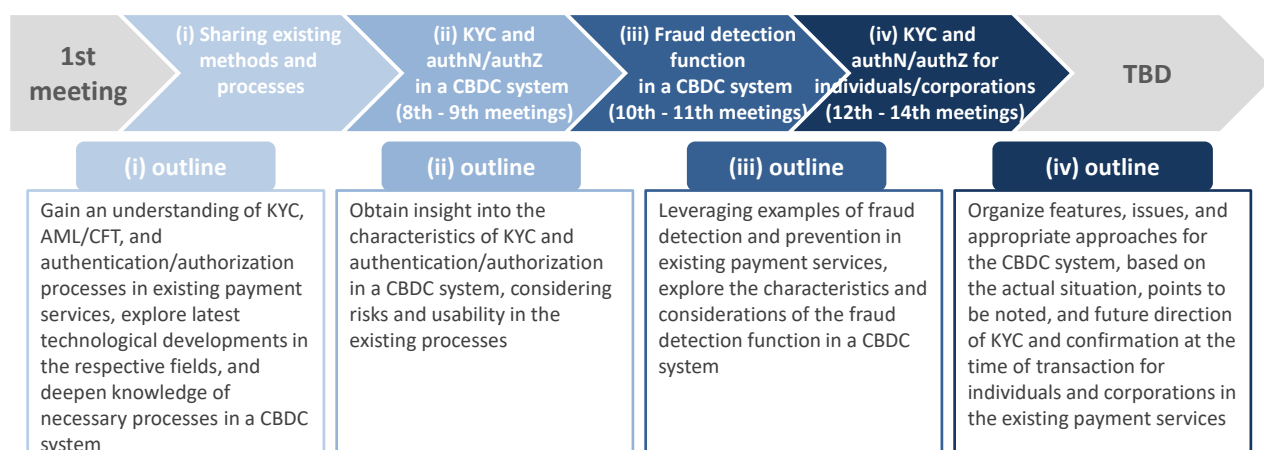 1st
meeting
(i) Sharing existing
methods and
processes
(ii) KYC and
authN/authZ
in a CBDC system
(8th - 9th meetings)
(iii) Fraud detection
function
in a CBDC system
(10th - 11th meetings)
(iv) KYC and
authN/authZ for
individuals/corporations
(12th - 14th meetings)
TBD
(i) outline
Gain an understanding of KYC,
AML/CFT, and
authentication/authorization
processes in existing payment
services, explore latest
technological developments in
the respective fields, and
deepen knowledge of
necessary processes in a CBDC
system
(ii) outline
Obtain insight into the
characteristics of KYC and
authentication/authorization
in a CBDC system, considering
risks and usability in the
existing processes
(iii) outline
Leveraging examples of fraud
detection and prevention in
existing payment services,
explore the characteristics and
considerations of the fraud
detection function in a CBDC
system
(iv) outline
Organize features, issues, and
appropriate approaches for
the CBDC system, based on
the actual situation, points to
be noted, and future direction
of KYC and confirmation at the
time of transaction for
individuals and corporations in
the existing payment services